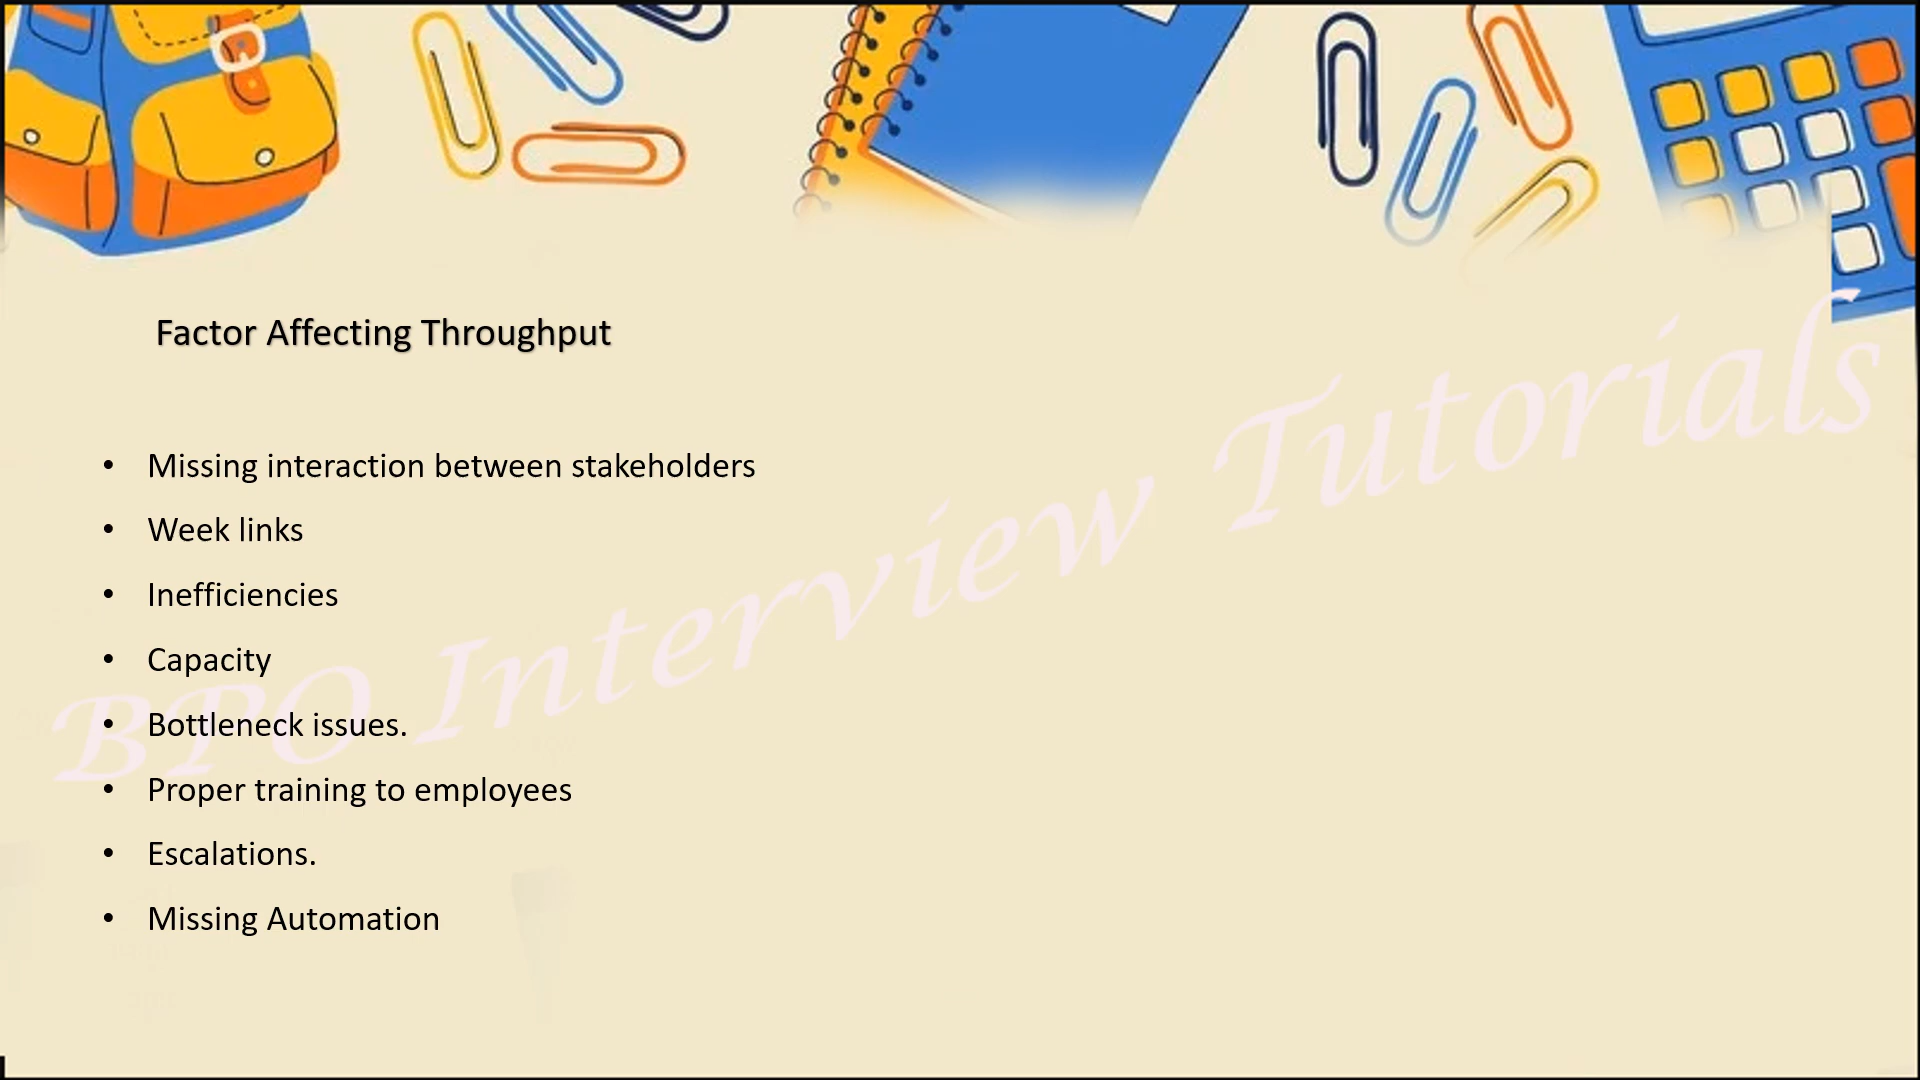 Factor Affecting Throughput
• Missing interaction between stakeholders
• Week links
• Inefficiencies
• Capacity
• Bottleneck issues.
• Proper training to employees
• Escalations.
• Missing Automation
BPO Interview Tutorials